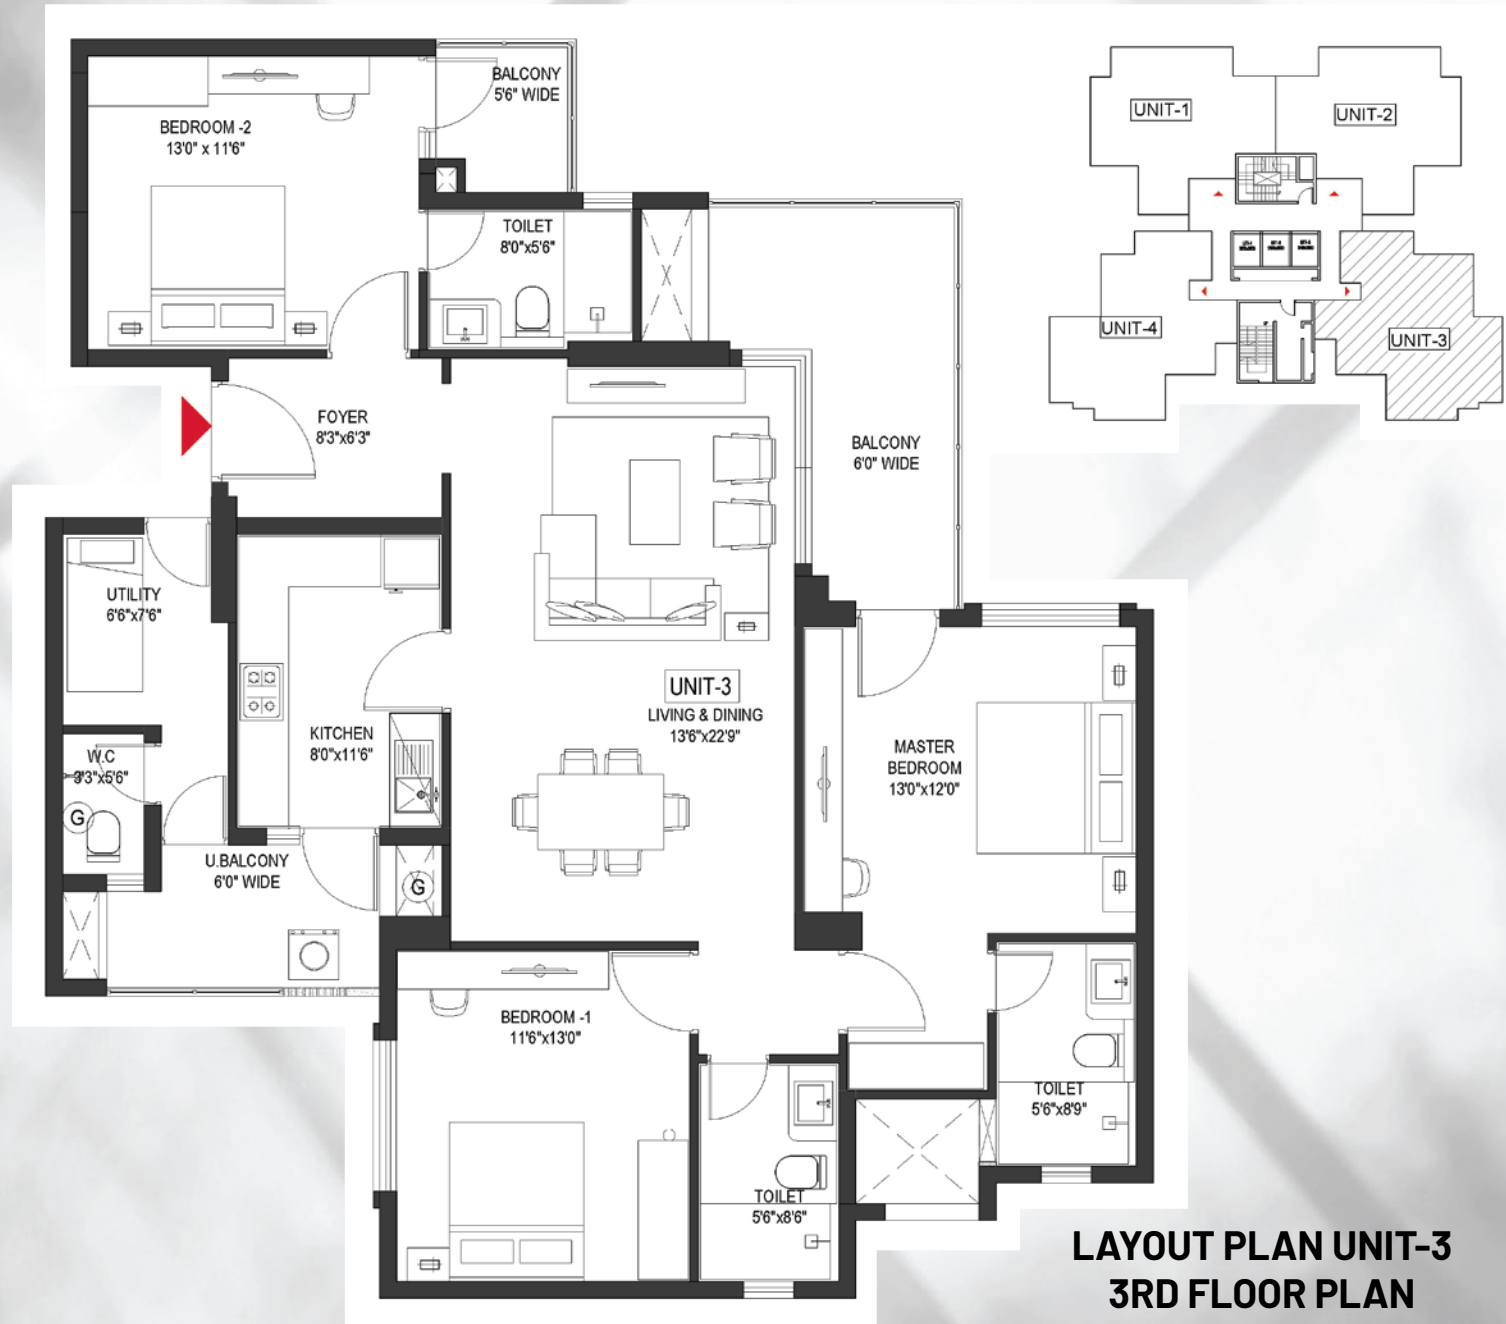 BALCONY
5'6" WIDE
BEDROOM -2
13'0" x 11'6"
TOILET
8'0"x5'6"
FOYER
8'3"x6'3"
BALCONY
6'0" WIDE
UTILITY
6'6"x7'6"
UNIT-3
LIVING & DINING
13'6"x22'9"
KITCHEN
8'0"x11'6"
MASTER
BEDROOM
13'0"x12'0"
W.C
3'3"x5'6"
G
U.BALCONY
6'0" WIDE
G
BEDROOM -1
11'6"x13'0"
TOILET
5'6"x8'9"
TOILET
5'6"x8'6"
UNIT-1
UNIT-2
UNIT-4
UNIT-3
LAYOUT PLAN UNIT-3
3RD FLOOR PLAN